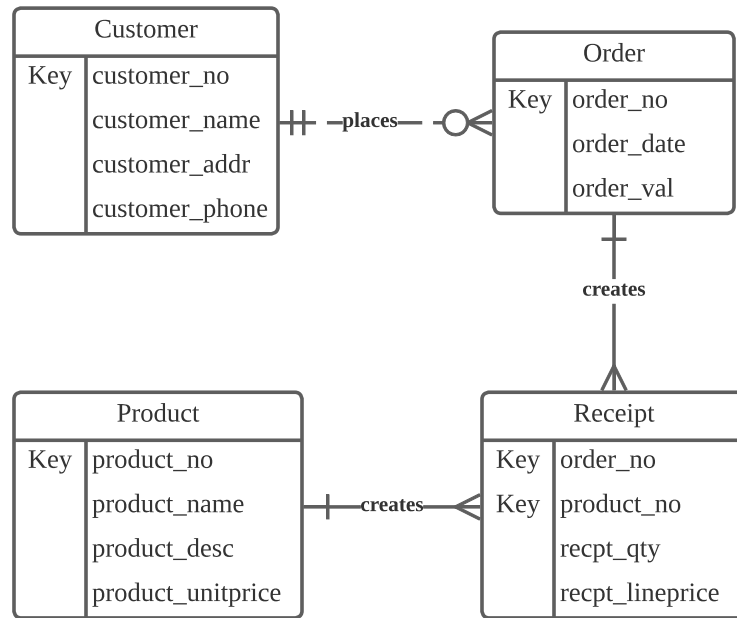 Customer
Key customer_no
customer_name
customer_addr
customer_phone
places
Order
Key order_no
order_date
order_val
creates
Product
Key product_no
product_name
product_desc
product_unitprice
creates
Receipt
Key order_no
Key product_no
recpt_qty
recpt_lineprice